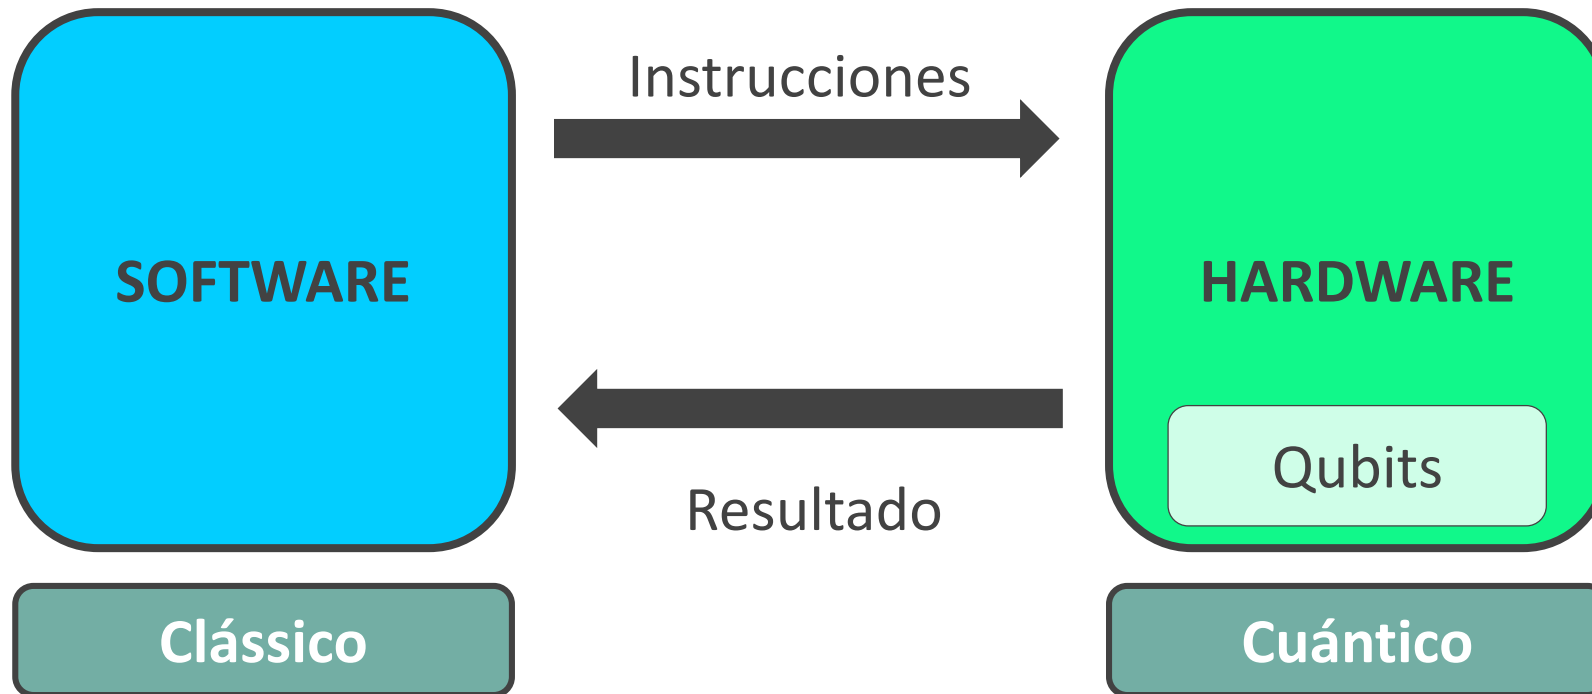 Instrucciones
SOFTWARE
HARDWARE
Qubits
Resultado
Clássico
Cuántico